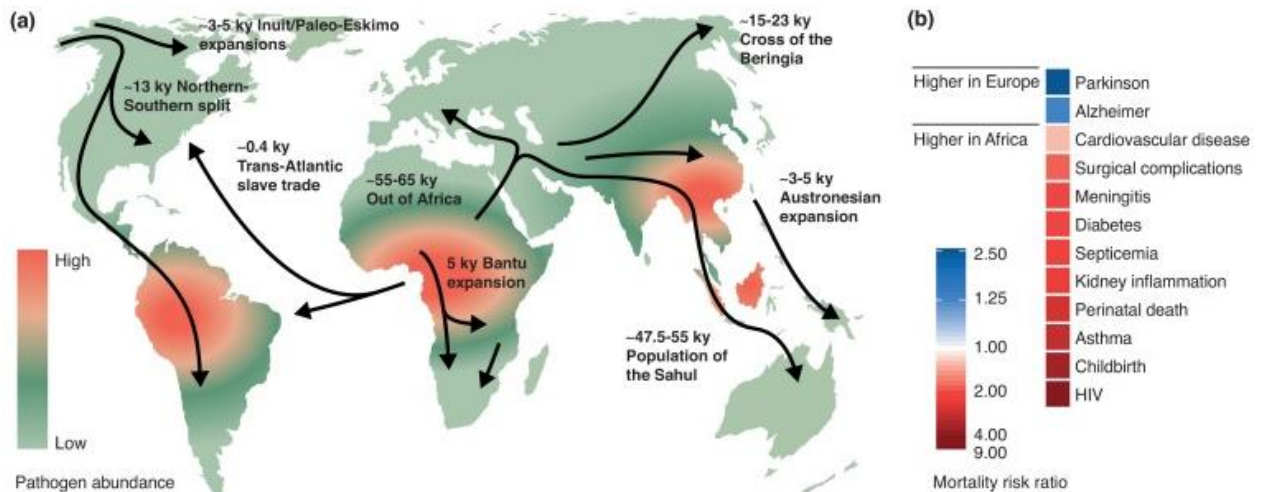 (a)
~3-5 ky Inuit/Paleo-Eskimo
expansions
~13 ky Northern-
Southern split
~0.4 ky
Trans-Atlantic
slave trade
~55-65 ky
Out of Africa
5 ky Bantu
expansion
~15-23 ky
Cross of the
Beringia
~3-5 ky
Austronesian
expansion
~47.5-55 ky
Population of
the Sahul
High
Low
Pathogen abundance
(b)
Higher in Europe
Higher in Africa
Parkinson
Alzheimer
Cardiovascular disease
Surgical complications
Meningitis
Diabetes
Septicemia
Kidney inflammation
Perinatal death
Asthma
Childbirth
HIV
2.50
1.25
1.00
2.00
4.00
9.00
Mortality risk ratio